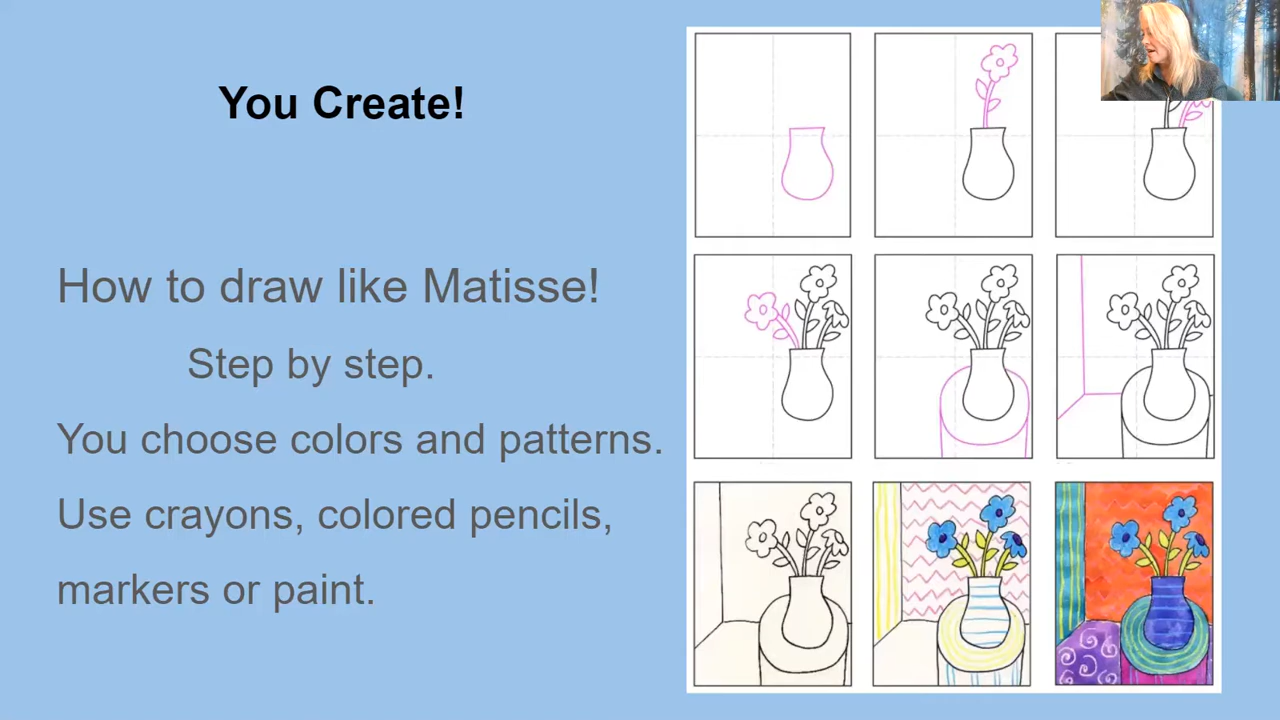 You Create!
How to draw like Matisse!
Step by step.
You choose colors and patterns.
Use crayons, colored pencils,
markers or paint.